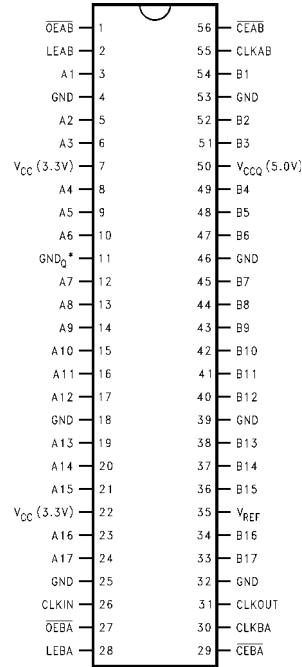 O̅E̅A̅B̅ 1 56 C̅E̅A̅B̅
LEAB 2 55 CLKAB
A1 3 54 B1
GND 4 53 GND
A2 5 52 B2
A3 6 51 B3
VCC (3.3V) 7 50 VCCQ (5.0V)
A4 8 49 B4
A5 9 48 B5
A6 10 47 B6
GNDQ* 11 46 GND
A7 12 45 B7
A8 13 44 B8
A9 14 43 B9
A10 15 42 B10
A11 16 41 B11
A12 17 40 B12
GND 18 39 GND
A13 19 38 B13
A14 20 37 B14
A15 21 36 B15
VCC (3.3V) 22 35 VREF
A16 23 34 B16
A17 24 33 B17
GND 25 32 GND
CLKIN 26 31 CLKOUT
O̅E̅B̅A̅ 27 30 CLKBA
LEBA 28 29 C̅E̅B̅A̅